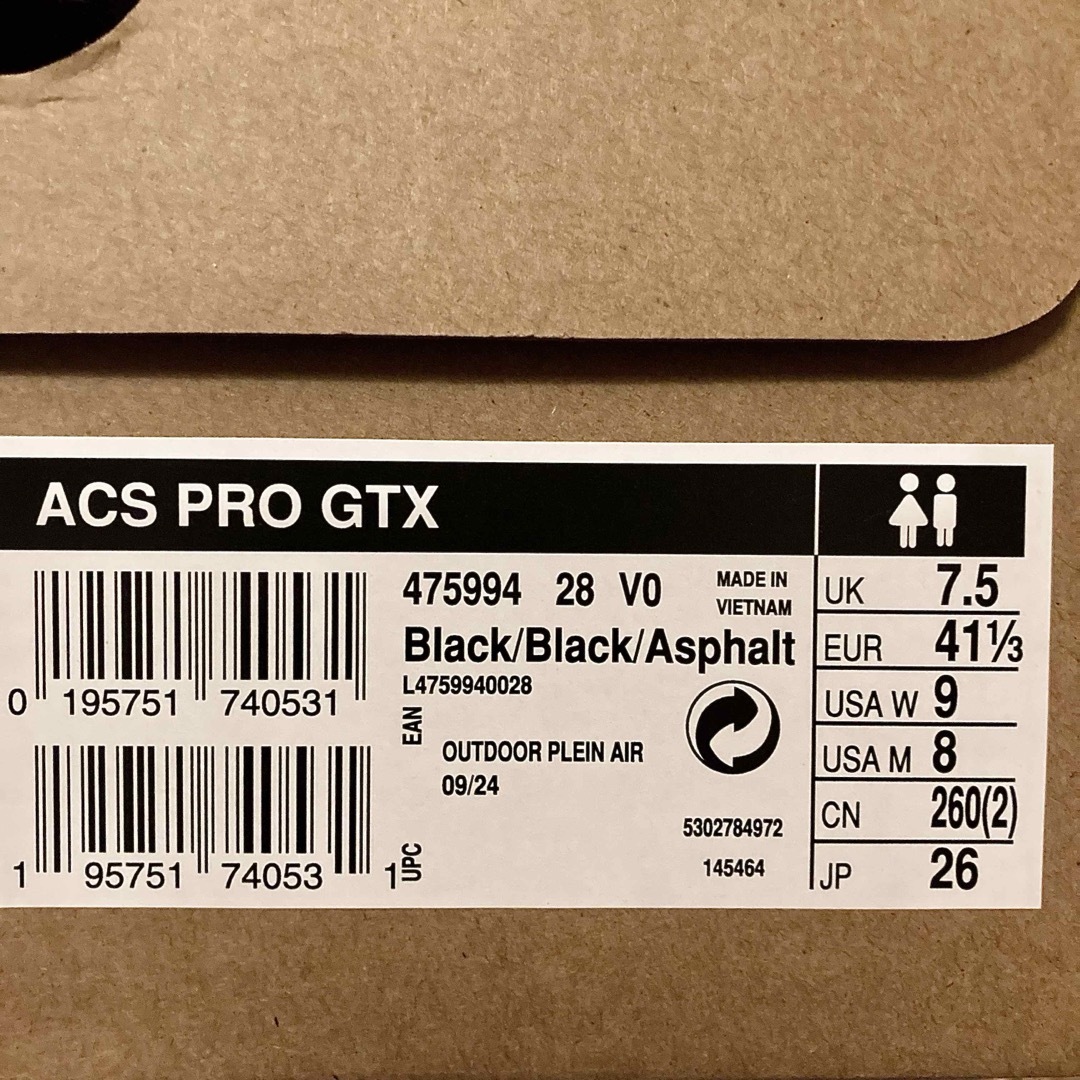 ACS PRO GTX
475994 28 V0
MADE IN
VIETNAM
Black/Black/Asphalt
L4759940028
0 195751 740531
EAN
OUTDOOR PLEIN AIR
09/24
5302784972
145464
1 95751 74053 1
UPC
UK 7.5
EUR 41⅓
USA W 9
USA M 8
CN 260(2)
JP 26